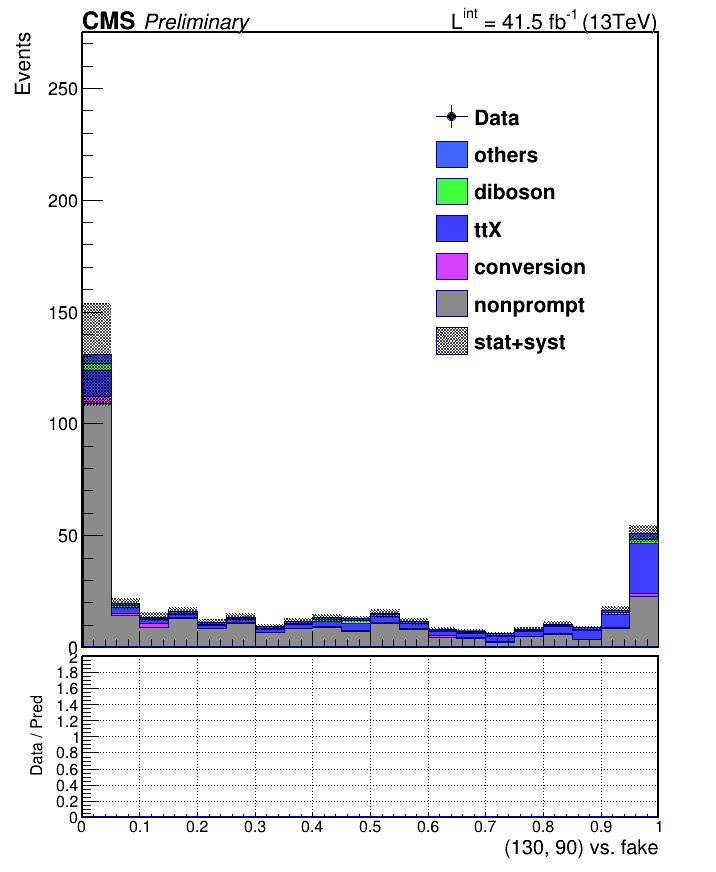 CMS Preliminary
L^int = 41.5 fb^-1 (13TeV)
Events
250
200
150
100
50
0
Data
others
diboson
ttX
conversion
nonprompt
stat+syst
Data / Pred
2
1.8
1.6
1.4
1.2
1
0.8
0.6
0.4
0.2
0
0 0.1 0.2 0.3 0.4 0.5 0.6 0.7 0.8 0.9 1
(130, 90) vs. fake